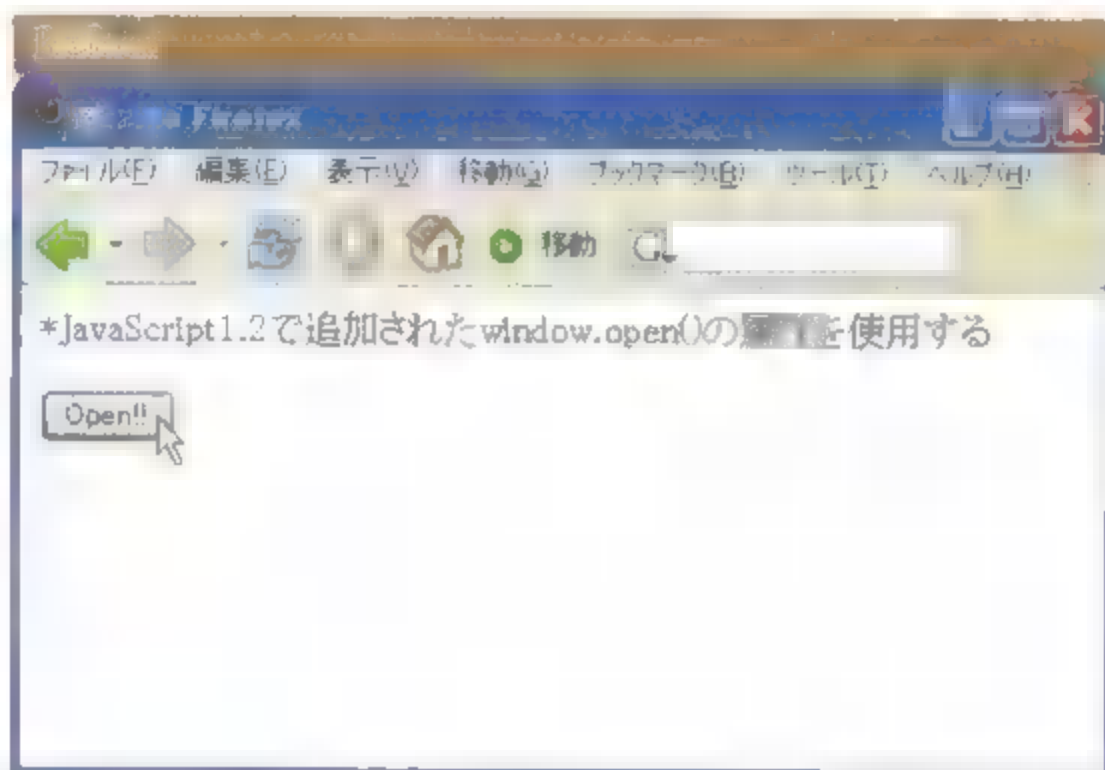 ファイル(F) 編集(E) 表示(V) 移動(G) ブックマーク(B) ツール(T) ヘルプ(H)
移動
*JavaScript1.2で追加されたwindow.open()の を使用する
Open!!